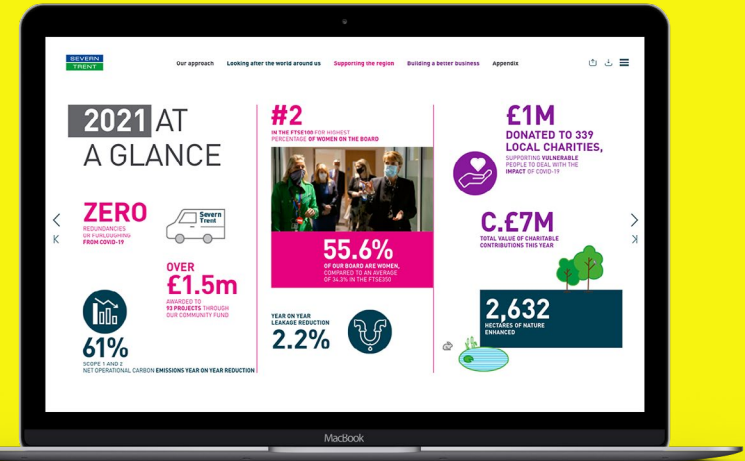 SEVERN
TRENT
Our approach
Looking after the world around us
Supporting the region
Building a better business
Appendix
2021 AT
A GLANCE
ZERO
REDUNDANCIES
OR FURLOUGHING
FROM COVID-19
Severn
Trent
OVER
£1.5m
AWARDED TO
93 PROJECTS THROUGH
OUR COMMUNITY FUND
61%
SCOPE 1 AND 2
NET OPERATIONAL CARBON EMISSIONS YEAR ON YEAR REDUCTION
#2
IN THE FTSE100 FOR HIGHEST
PERCENTAGE OF WOMEN ON THE BOARD
55.6%
OF OUR BOARD ARE WOMEN,
COMPARED TO AN AVERAGE
OF 34.3% IN THE FTSE350
YEAR ON YEAR
LEAKAGE REDUCTION
2.2%
£1M
DONATED TO 339
LOCAL CHARITIES,
SUPPORTING VULNERABLE
PEOPLE TO DEAL WITH THE
IMPACT OF COVID-19
C.£7M
TOTAL VALUE OF CHARITABLE
CONTRIBUTIONS THIS YEAR
2,632
HECTARES OF NATURE
ENHANCED
MacBook